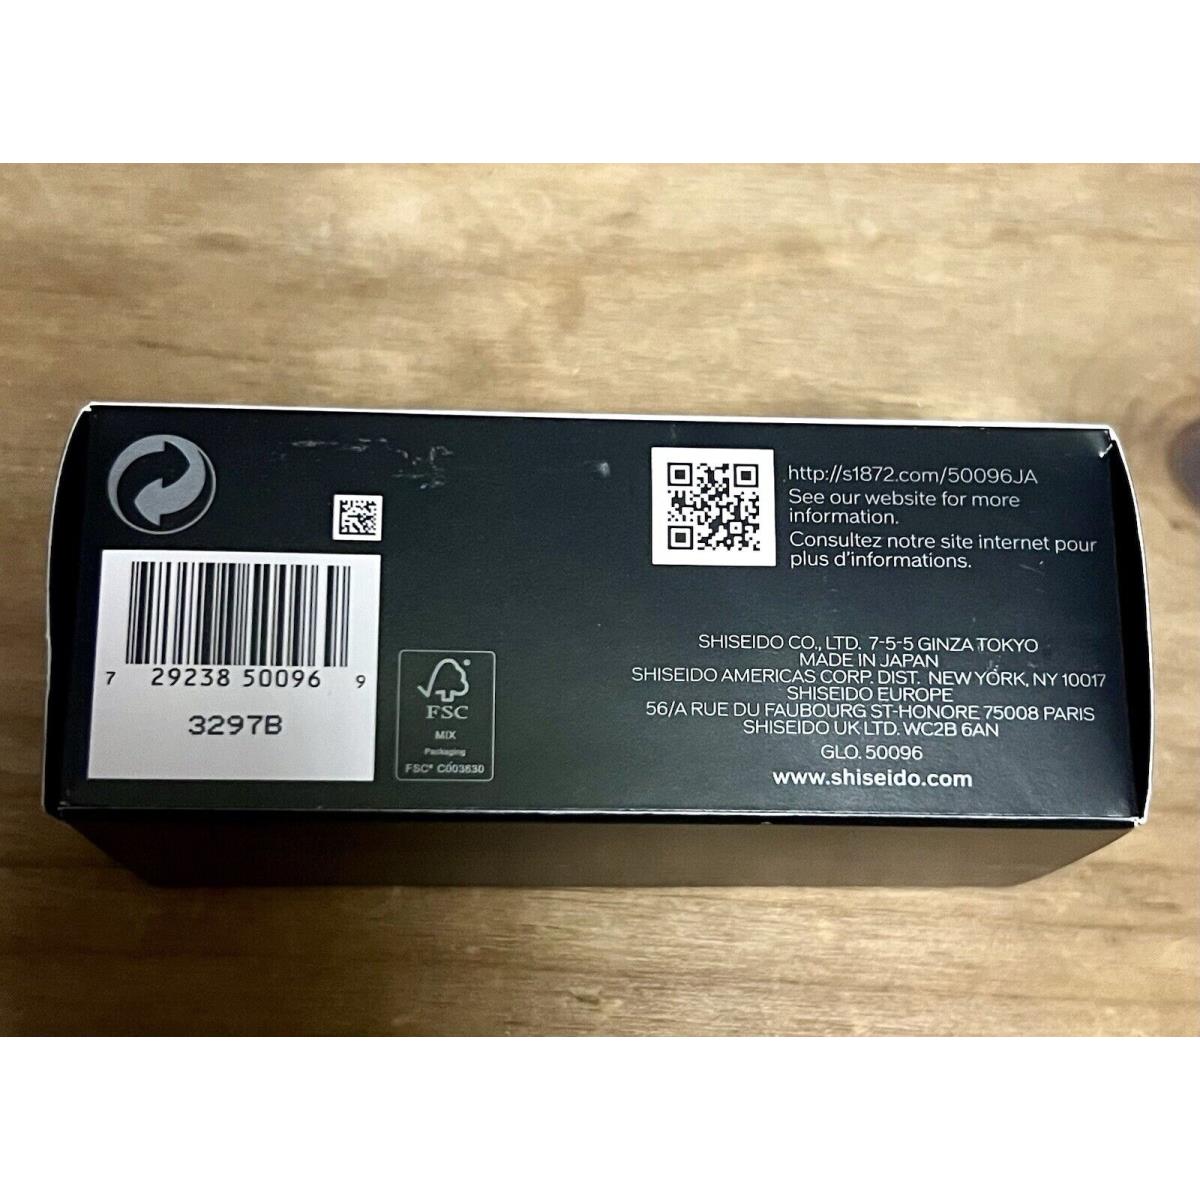 7 29238 50096 9
3297B
FSC
MIX
Packaging
FSC® C003630
http://s1872.com/50096JA
See our website for more
information.
Consultez notre site internet pour
plus d'informations.
SHISEIDO CO., LTD. 7-5-5 GINZA TOKYO
MADE IN JAPAN
SHISEIDO AMERICAS CORP. DIST. NEW YORK, NY 10017
SHISEIDO EUROPE
56/A RUE DU FAUBOURG ST-HONORE 75008 PARIS
SHISEIDO UK LTD. WC2B 6AN
GLO. 50096
www.shiseido.com